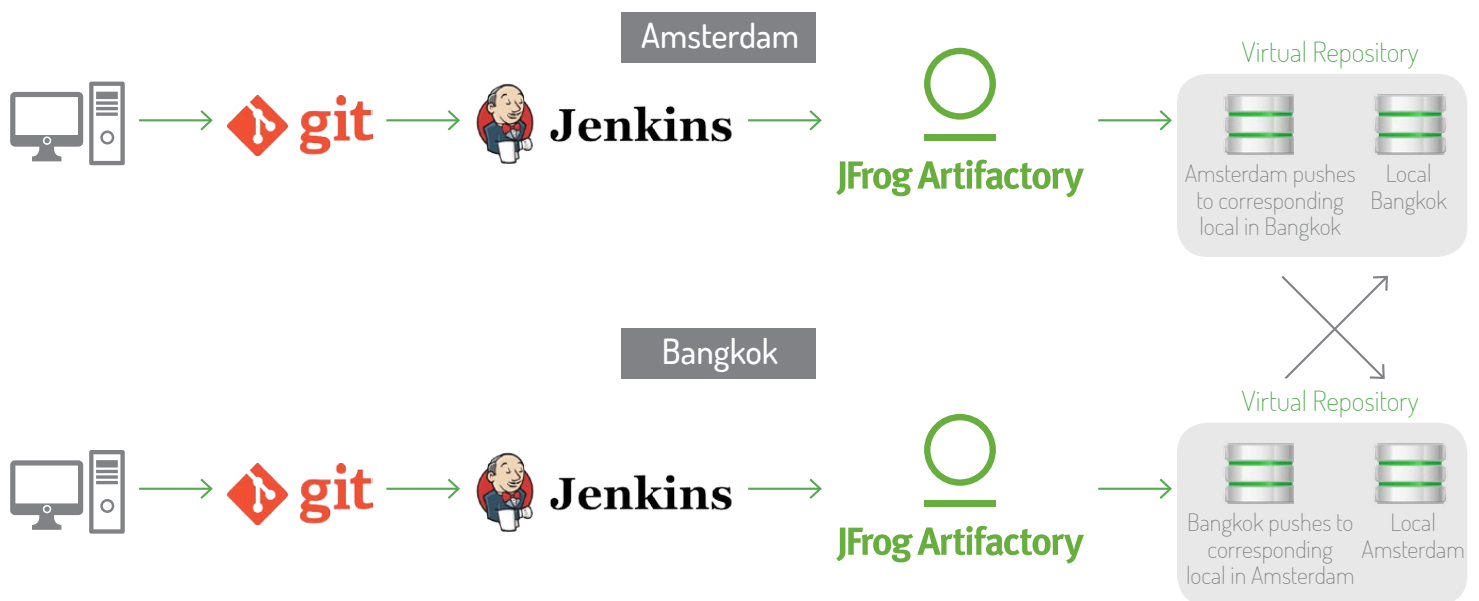 Amsterdam
Virtual Repository
git
Jenkins
JFrog Artifactory
Amsterdam pushes
to corresponding
local in Bangkok
Local
Bangkok
Bangkok
Virtual Repository
git
Jenkins
JFrog Artifactory
Bangkok pushes to
corresponding
local in Amsterdam
Local
Amsterdam